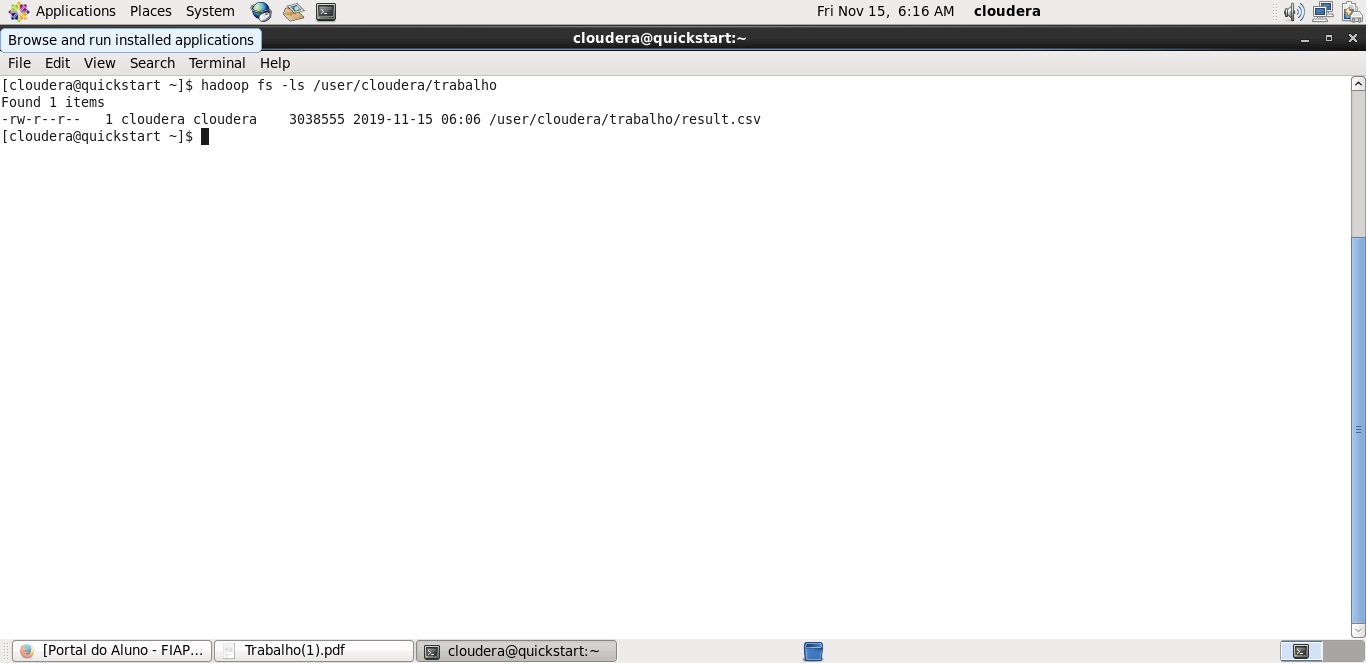 Applications Places System Fri Nov 15, 6:16 AM cloudera
Browse and run installed applications cloudera@quickstart:~
File Edit View Search Terminal Help
[cloudera@quickstart ~]$ hadoop fs -ls /user/cloudera/trabalho
Found 1 items
-rw-r--r--   1 cloudera cloudera    3038555 2019-11-15 06:06 /user/cloudera/trabalho/result.csv
[cloudera@quickstart ~]$
[Portal do Aluno - FIAP... Trabalho(1).pdf cloudera@quickstart:~